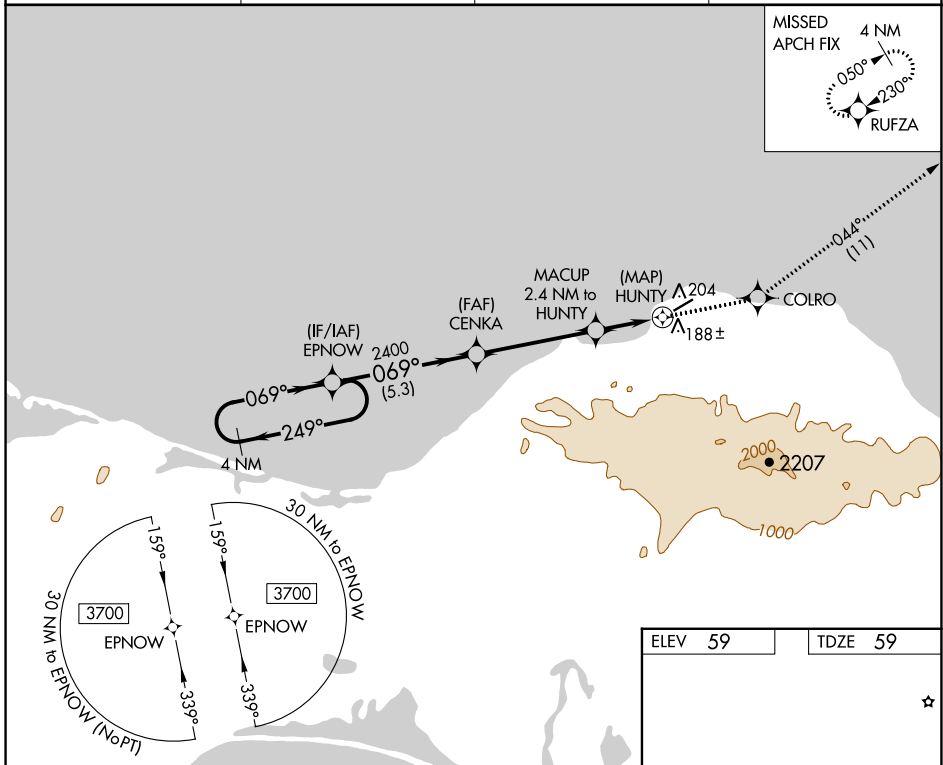 MISSED
APCH FIX
4 NM
050°
230°
RUFZA
044°
(11)
MACUP
2.4 NM to
HUNTY
(MAP)
HUNTY
204
188 ±
COLRO
(FAF)
CENKA
(IF/IAF)
EPNOW
2400
069°
(5.3)
069°
249°
4 NM
2000
2207
1000
30 NM to EPNOW
159°
3700
EPNOW
339°
30 NM to EPNOW (NoPT)
159°
3700
EPNOW
339°
ELEV 59
TDZE 59